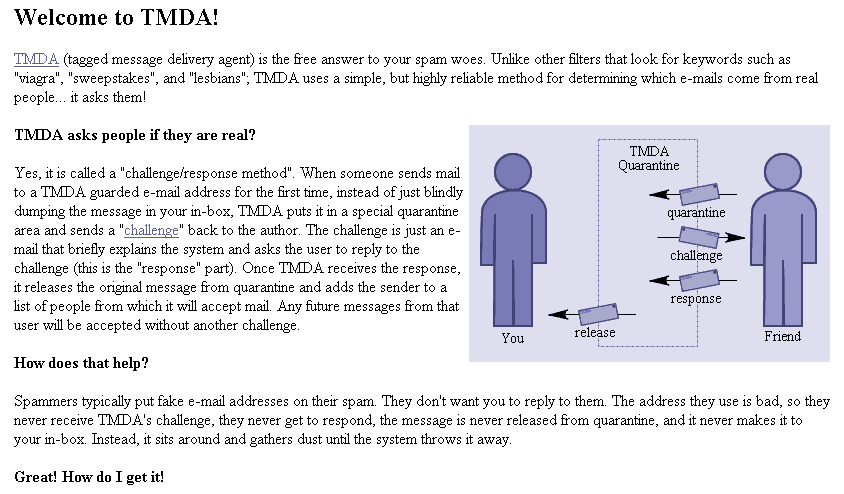 Welcome to TMDA!
TMDA (tagged message delivery agent) is the free answer to your spam woes. Unlike other filters that look for keywords such as
"viagra", "sweepstakes", and "lesbians"; TMDA uses a simple, but highly reliable method for determining which e-mails come from real
people... it asks them!
TMDA asks people if they are real?
Yes, it is called a "challenge/response method". When someone sends mail
to a TMDA guarded e-mail address for the first time, instead of just blindly
dumping the message in your in-box, TMDA puts it in a special quarantine
area and sends a "challenge" back to the author. The challenge is just an e-
mail that briefly explains the system and asks the user to reply to the
challenge (this is the "response" part). Once TMDA receives the response,
it releases the original message from quarantine and adds the sender to a
list of people from which it will accept mail. Any future messages from that
user will be accepted without another challenge.
TMDA
Quarantine
quarantine
challenge
response
release
You
Friend
How does that help?
Spammers typically put fake e-mail addresses on their spam. They don't want you to reply to them. The address they use is bad, so they
never receive TMDA's challenge, they never get to respond, the message is never released from quarantine, and it never makes it to
your in-box. Instead, it sits around and gathers dust until the system throws it away.
Great! How do I get it!